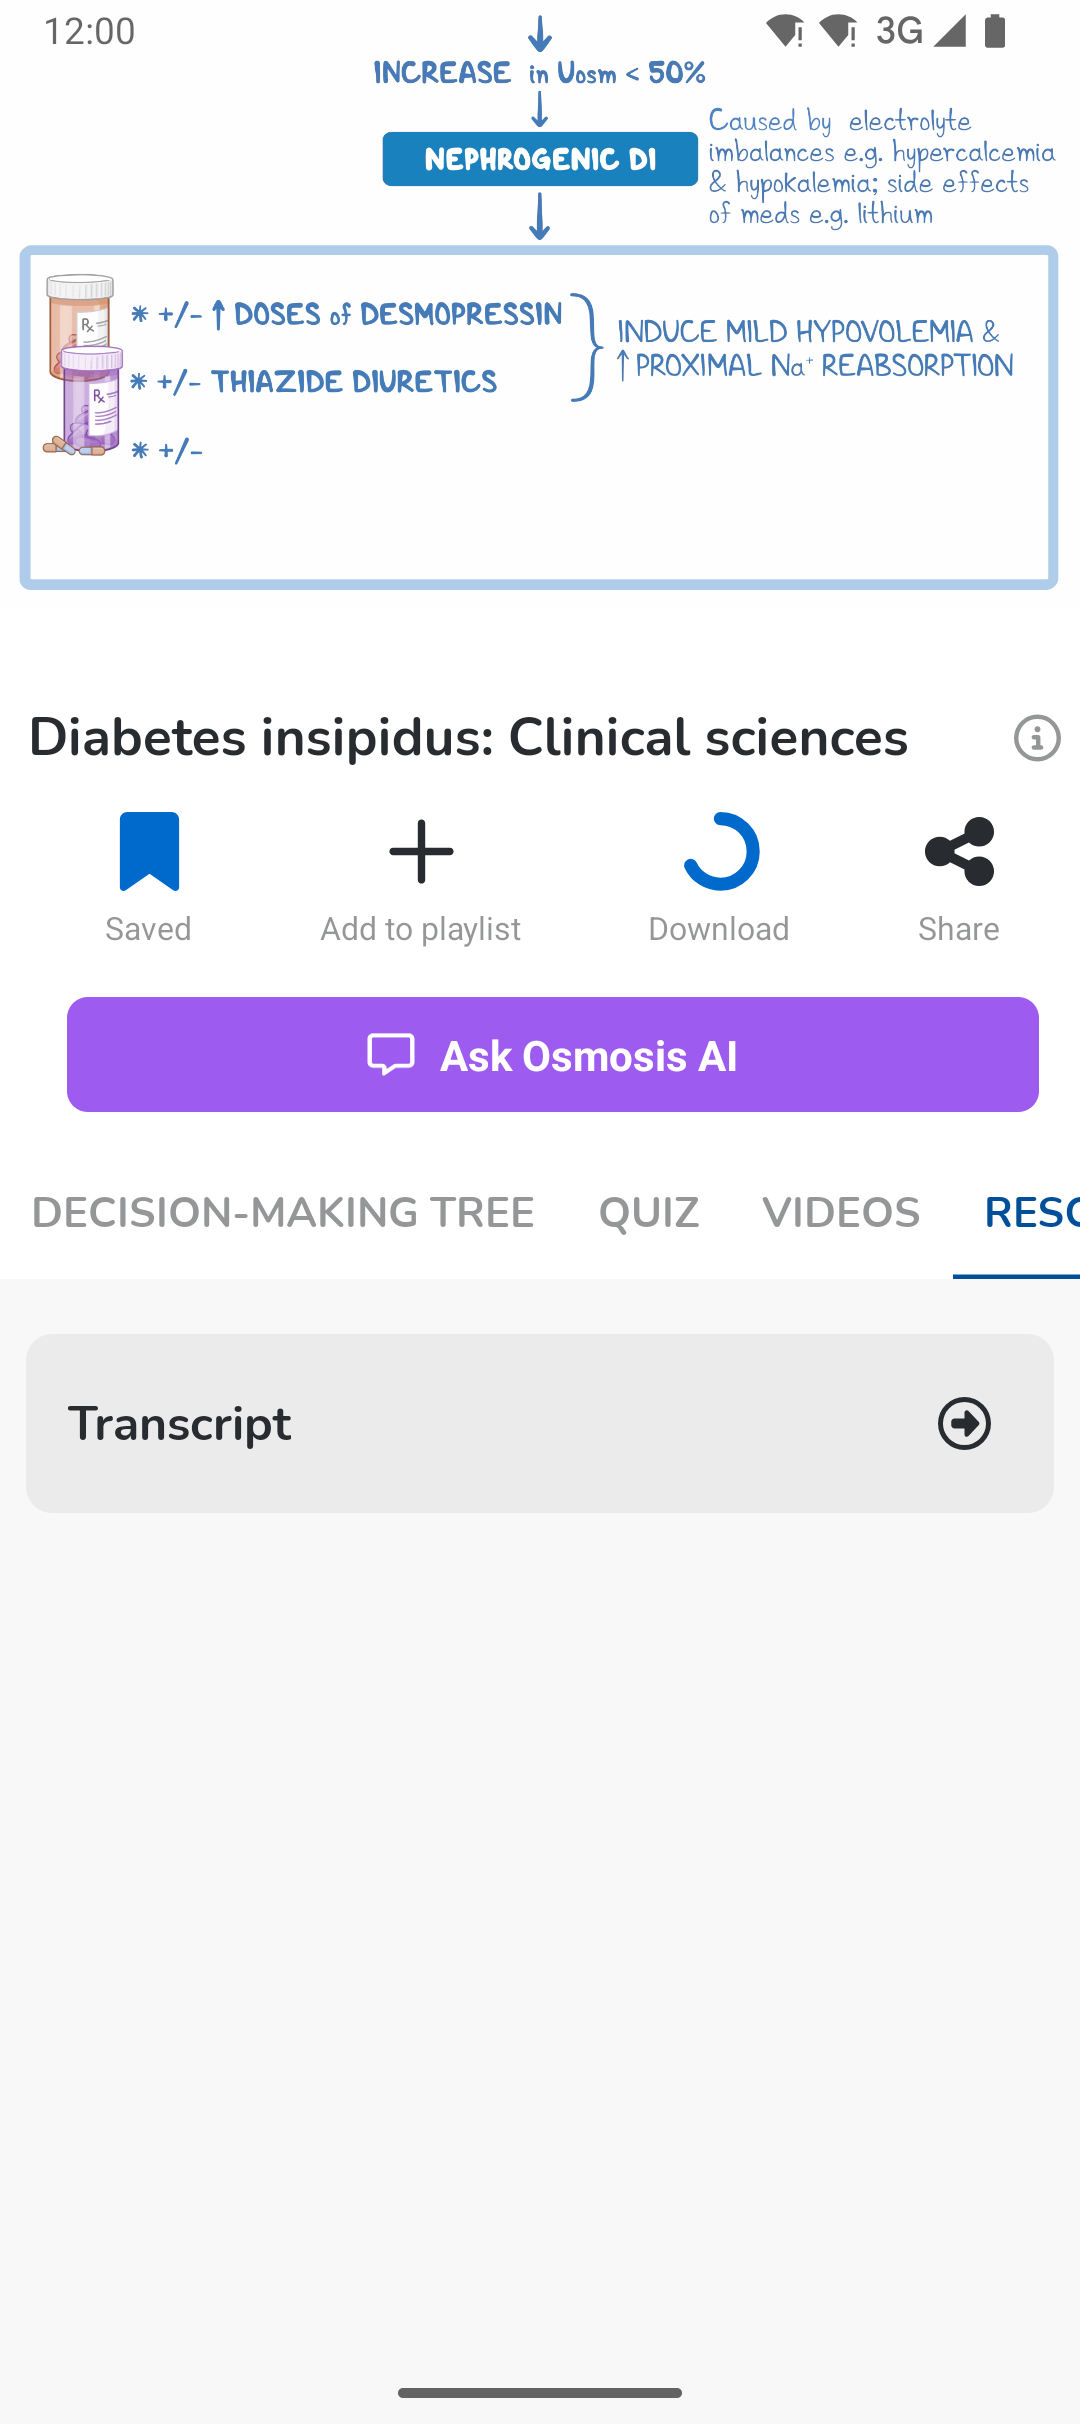 12:00
3G
INCREASE in Uosm < 50%
NEPHROGENIC DI
Caused by electrolyte
imbalances e.g. hypercalcemia
& hypokalemia; side effects
of meds e.g. lithium
Rx
Rx
* +/- ↑ DOSES of DESMOPRESSIN
* +/- THIAZIDE DIURETICS
INDUCE MILD HYPOVOLEMIA &
↑ PROXIMAL Na⁺ REABSORPTION
* +/-
Diabetes insipidus: Clinical sciences
Saved
Add to playlist
Download
Share
Ask Osmosis AI
DECISION-MAKING TREE QUIZ VIDEOS RESO
Transcript